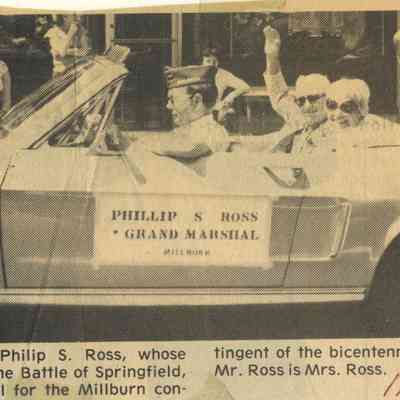 PHILLIP S ROSS
• GRAND MARSHAL
MILLBURN
Philip S. Ross, whose
ne Battle of Springfield,
l for the Millburn con-
tingent of the bicentenn
Mr. Ross is Mrs. Ross.